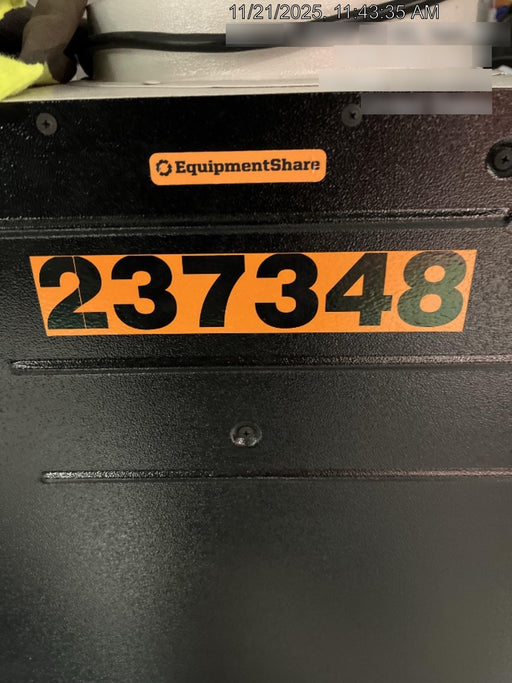 11/21/2025, 11:43:35 AM
EquipmentShare
237348